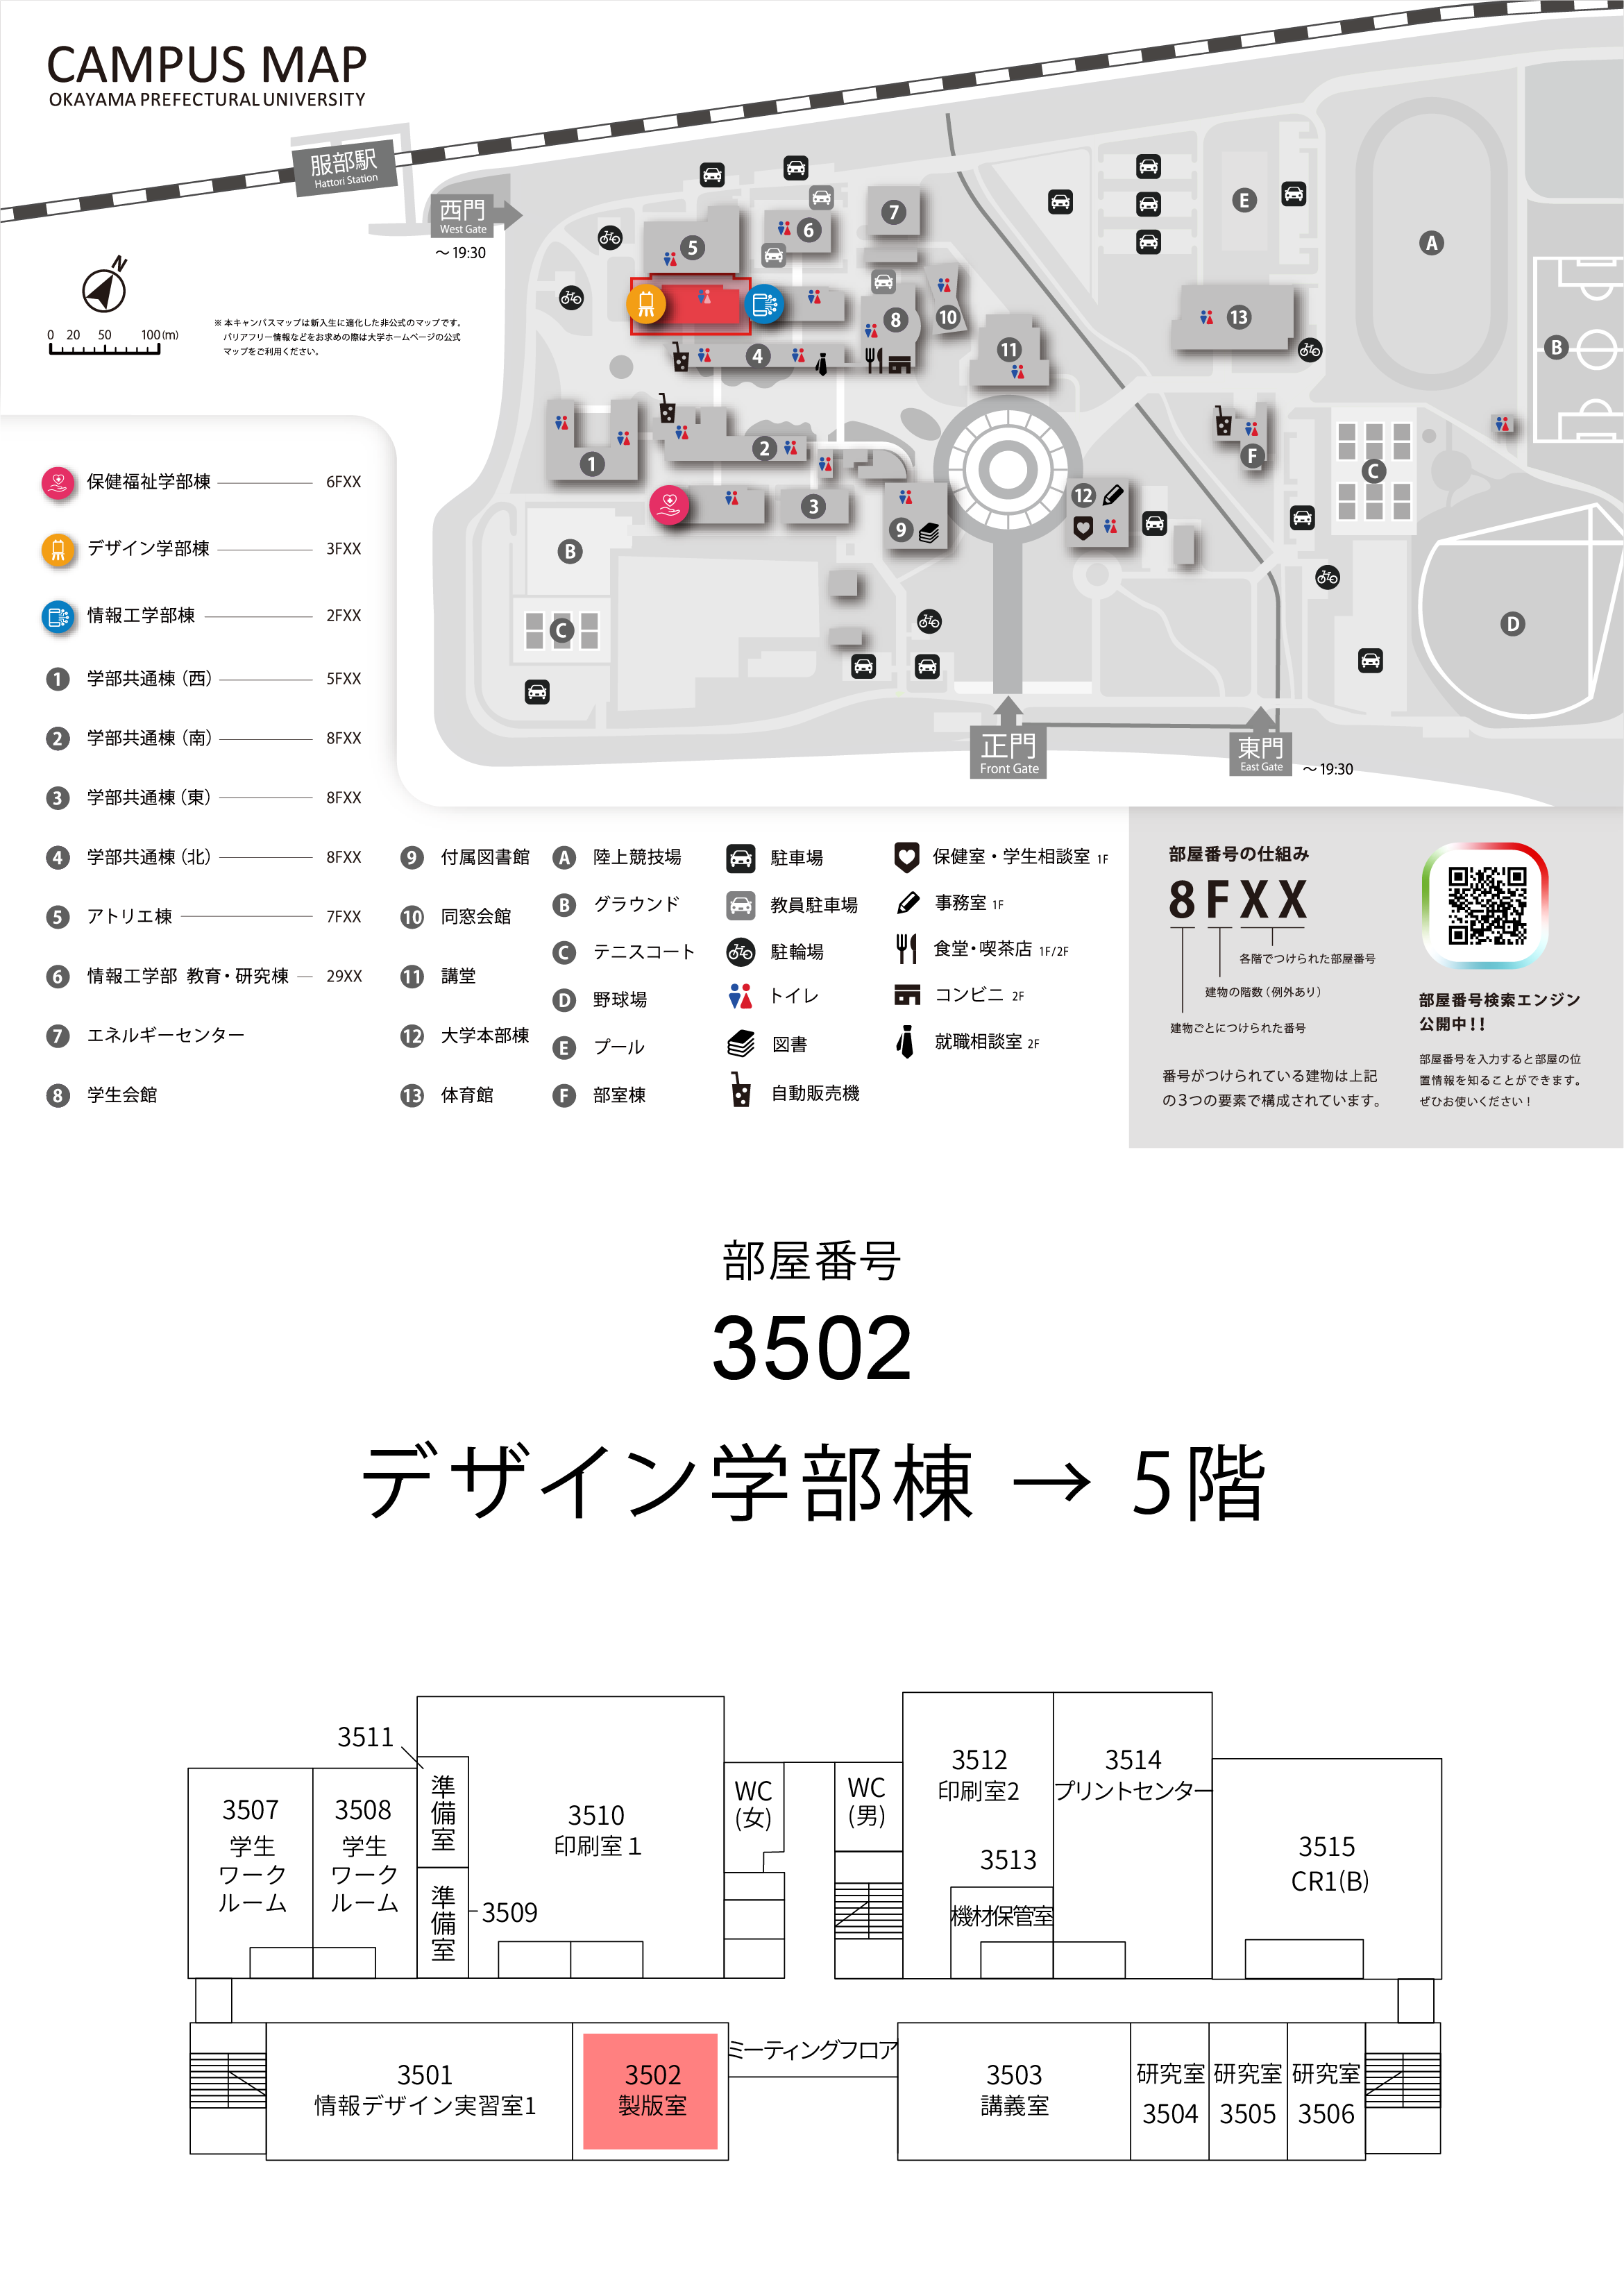 CAMPUS MAP
OKAYAMA PREFECTURAL UNIVERSITY
服部駅
Hattori Station
西門
West Gate
～19:30
N
0 20 50 100(m)
※ 本キャンパスマップは新入生に適化した非公式のマップです。
バリアフリー情報などをお求めの際は大学ホームページの公式
マップをご利用ください。
7
6
5
E
A
8
10
13
11
4
B
2
1
F
C
3
12
9
B
C
D
正門
Front Gate
東門
East Gate
～19:30
保健福祉学部棟 6FXX
デザイン学部棟 3FXX
情報工学部棟 2FXX
1 学部共通棟（西） 5FXX
2 学部共通棟（南） 8FXX
3 学部共通棟（東） 8FXX
4 学部共通棟（北） 8FXX
5 アトリエ棟 7FXX
6 情報工学部 教育・研究棟 29XX
7 エネルギーセンター
8 学生会館
9 付属図書館
10 同窓会館
11 講堂
12 大学本部棟
13 体育館
A 陸上競技場
B グラウンド
C テニスコート
D 野球場
E プール
F 部室棟
駐車場
教員駐車場
駐輪場
トイレ
図書
自動販売機
保健室・学生相談室 1F
事務室 1F
食堂・喫茶店 1F/2F
コンビニ 2F
就職相談室 2F
部屋番号の仕組み
8FXX
各階でつけられた部屋番号
建物の階数（例外あり）
建物ごとにつけられた番号
番号がつけられている建物は上記
の３つの要素で構成されています。
部屋番号検索エンジン
公開中!!
部屋番号を入力すると部屋の位
置情報を知ることができます。
ぜひお使いください！
部屋番号
3502
デザイン学部棟 → 5階
3511
準備室
3507
学生
ワーク
ルーム
3508
学生
ワーク
ルーム
準備室
3509
3510
印刷室１
WC
(女)
WC
(男)
3512
印刷室2
3513
機材保管室
3514
プリントセンター
3515
CR1(B)
3501
情報デザイン実習室1
3502
製版室
ミーティングフロア
3503
講義室
研究室
3504
研究室
3505
研究室
3506